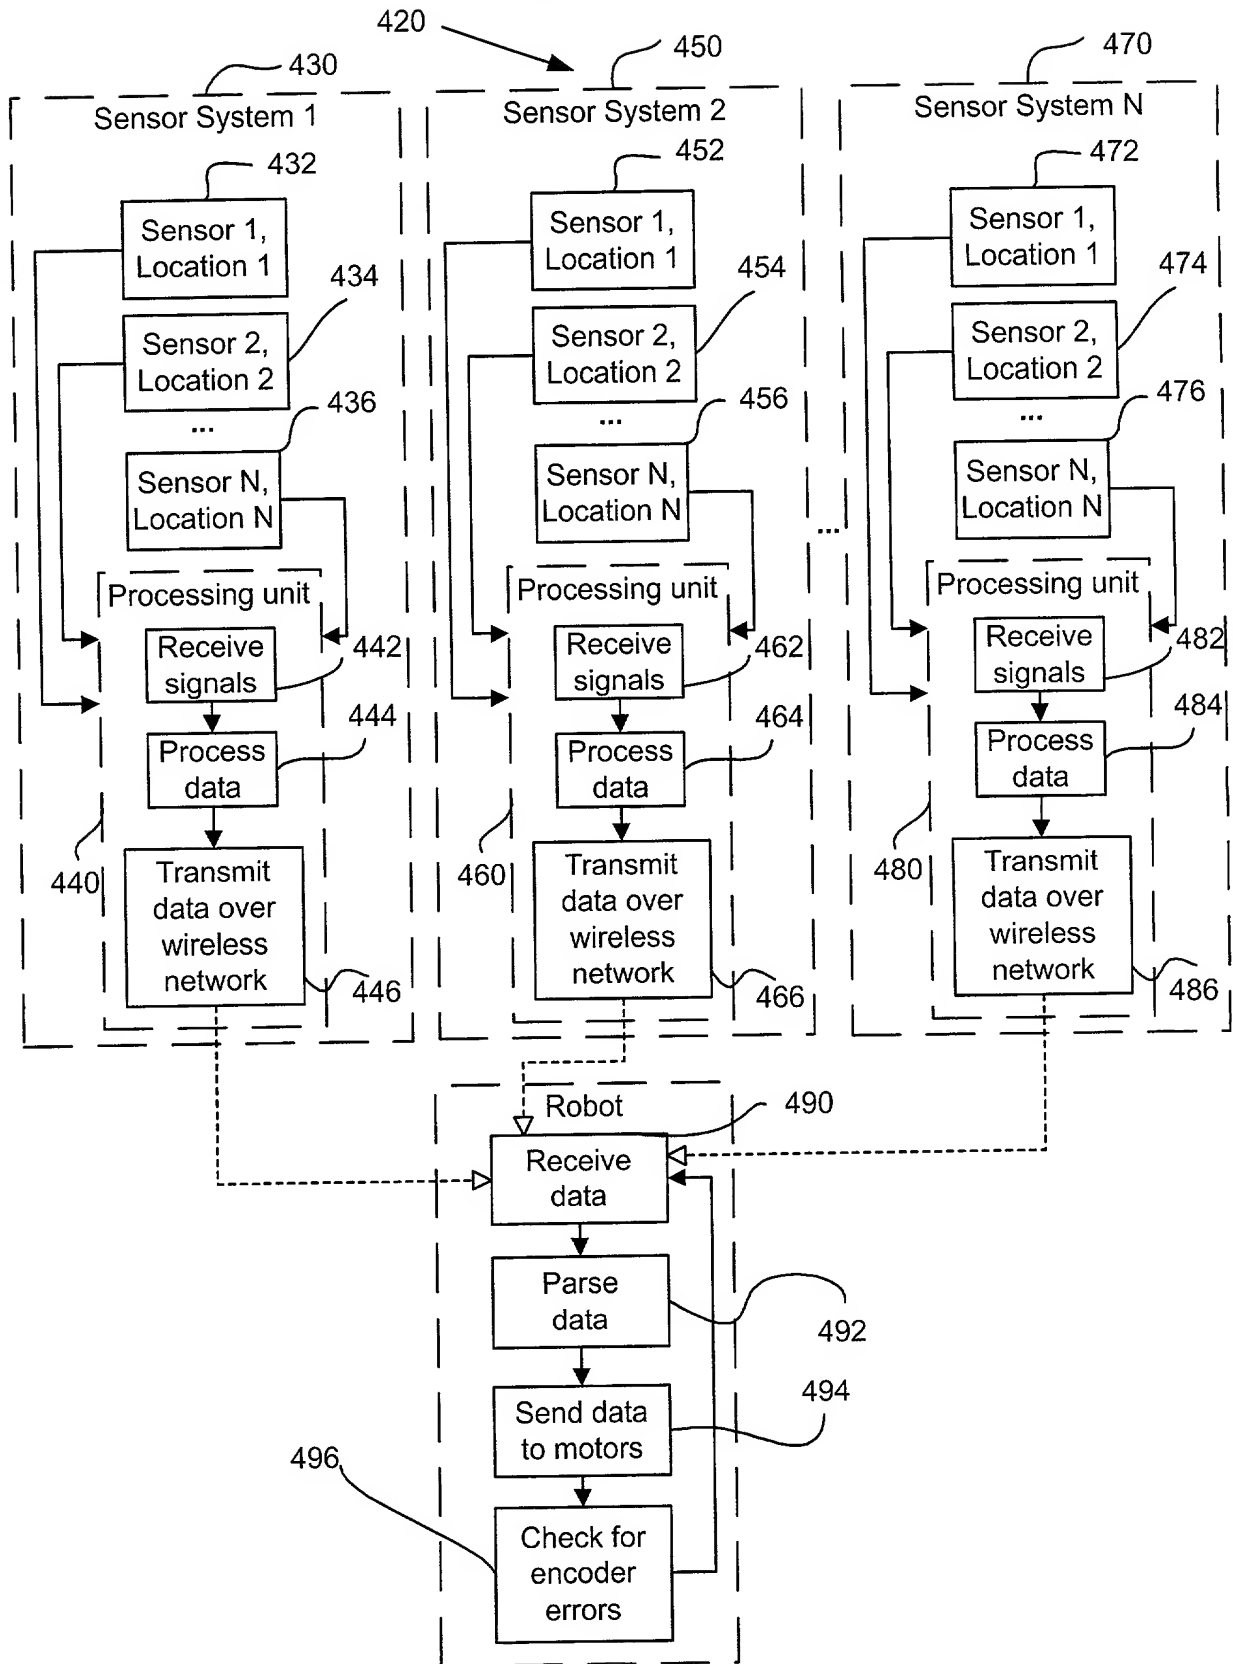 420
430
450
470
Sensor System 1
Sensor System 2
Sensor System N
432
Sensor 1,
Location 1
434
Sensor 2,
Location 2
...
436
Sensor N,
Location N
Processing unit
Receive
signals
442
Process
data
444
440
Transmit
data over
wireless
network
446
452
Sensor 1,
Location 1
454
Sensor 2,
Location 2
...
456
Sensor N,
Location N
Processing unit
Receive
signals
462
Process
data
464
460
Transmit
data over
wireless
network
466
...
472
Sensor 1,
Location 1
474
Sensor 2,
Location 2
...
476
Sensor N,
Location N
Processing unit
Receive
signals
482
Process
data
484
480
Transmit
data over
wireless
network
486
Robot
490
Receive
data
Parse
data
492
Send data
to motors
494
496
Check for
encoder
errors